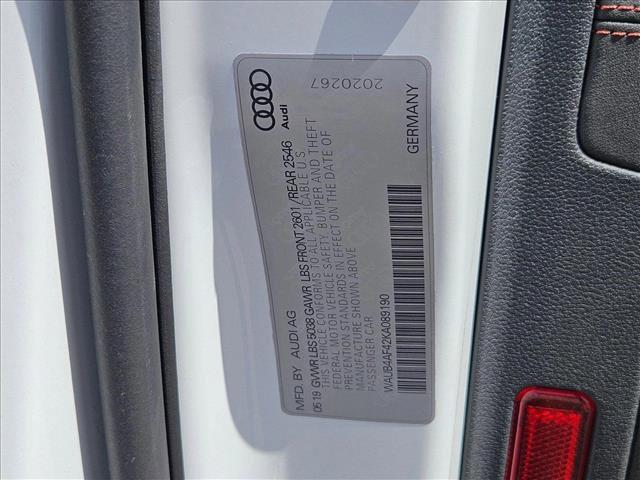 Audi
2020267
MFD. BY AUDI AG
GERMANY
05·19 GVWR LBS 5038 GAWR LBS FRONT 2601 / REAR 2546
THIS VEHICLE CONFORMS TO ALL APPLICABLE U.S.
FEDERAL MOTOR VEHICLE SAFETY, BUMPER AND THEFT
PREVENTION STANDARDS IN EFFECT ON THE DATE OF
MANUFACTURE SHOWN ABOVE
PASSENGER CAR
WAUB4AF42KA089190